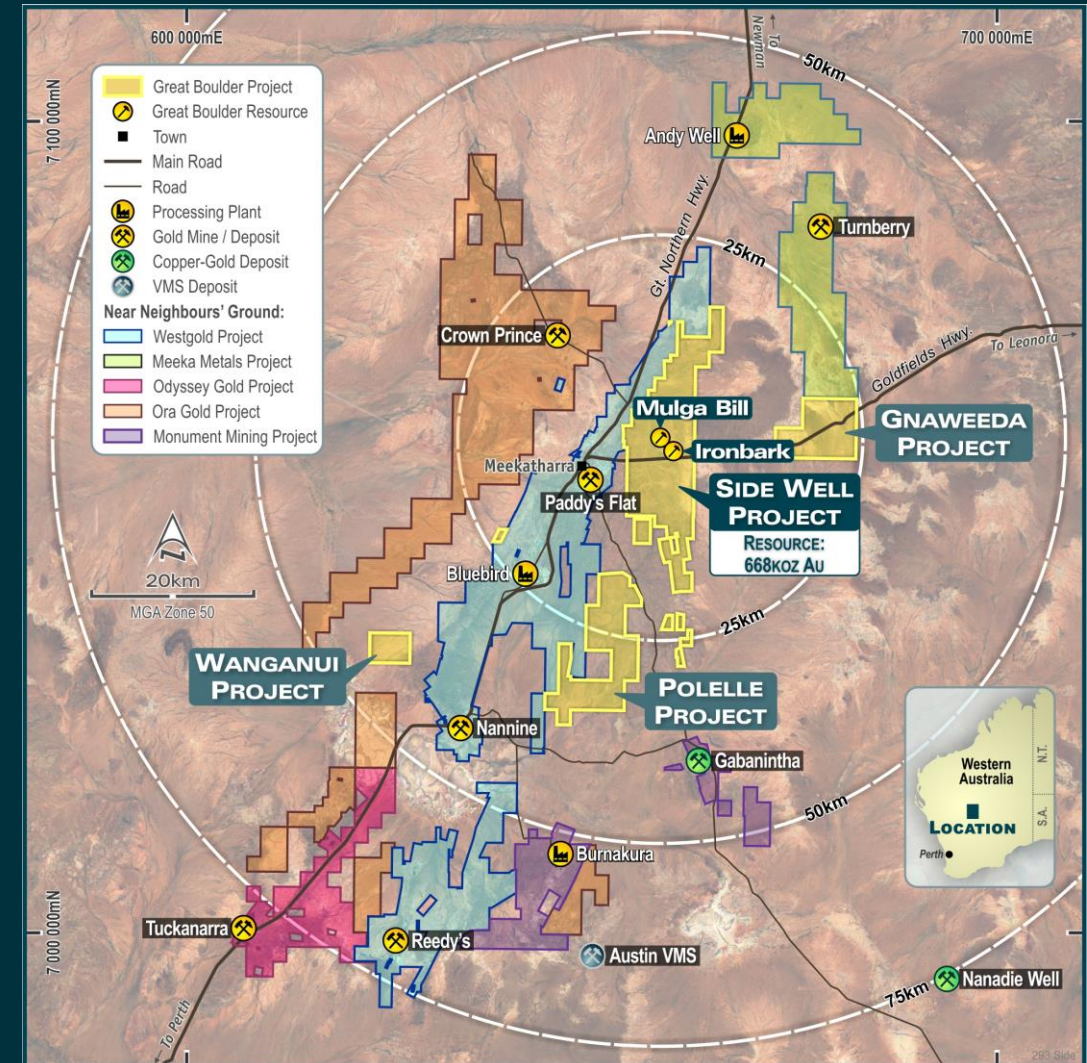 600 000mE
700 000mE
7 100 000mN
7 000 000mN
To
Newman
50km
Great Boulder Project
Great Boulder Resource
Town
Main Road
Road
Processing Plant
Gold Mine / Deposit
Copper-Gold Deposit
VMS Deposit
Near Neighbours' Ground:
Westgold Project
Meeka Metals Project
Odyssey Gold Project
Ora Gold Project
Monument Mining Project
Andy Well
Gt. Northern Hwy.
Turnberry
25km
Crown Prince
Goldfields Hwy.
To Leonora
Mulga Bill
Ironbark
GNAWEEDA
PROJECT
Meekatharra
Paddy's Flat
SIDE WELL
PROJECT
RESOURCE:
668KOZ AU
N
20km
MGA Zone 50
Bluebird
25km
WANGANUI
PROJECT
POLELLE
PROJECT
Nannine
Gabanintha
50km
Western
Australia
N.T.
S.A.
LOCATION
Perth
Burnakura
Tuckanarra
Reedy's
Austin VMS
75km
Nanadie Well
To Perth